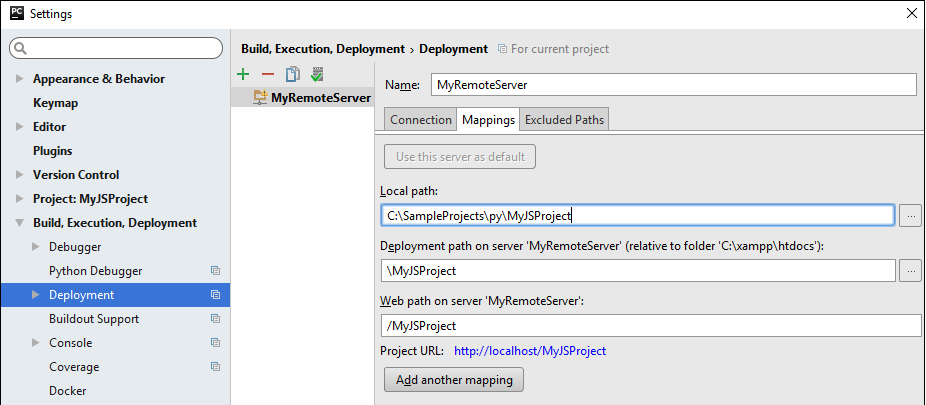 PC Settings
Appearance & Behavior
Keymap
Editor
Plugins
Version Control
Project: MyJSProject
Build, Execution, Deployment
Debugger
Python Debugger
Deployment
Buildout Support
Console
Coverage
Docker
Build, Execution, Deployment › Deployment For current project
MyRemoteServer
Name: MyRemoteServer
Connection Mappings Excluded Paths
Use this server as default
Local path:
C:\SampleProjects\py\MyJSProject
...
Deployment path on server 'MyRemoteServer' (relative to folder 'C:\xampp\htdocs'):
\MyJSProject
...
Web path on server 'MyRemoteServer':
/MyJSProject
Project URL: http://localhost/MyJSProject
Add another mapping